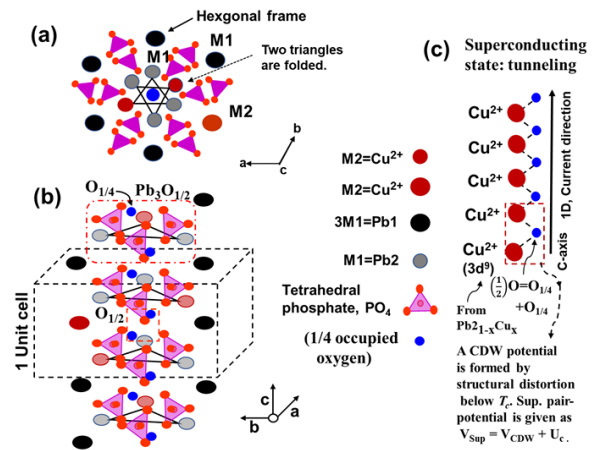 (a)
Hexgonal frame
M1
M1
Two triangles
are folded.
M2
b
a
c
(b)
O1/4
Pb3O1/2
1 Unit cell
O1/2
c
a
b
M2=Cu2+
M2=Cu2+
3M1=Pb1
M1=Pb2
Tetrahedral
phosphate, PO4
(1/4 occupied
oxygen)
(c)
Superconducting
state: tunneling
Cu2+
Cu2+
Cu2+
Cu2+
Cu2+
(3d9)
C-axis 1D, Current direction
(1/2)O=O1/4
+O1/4
From
Pb21-xCux
A CDW potential
is formed by
structural distortion
below Tc. Sup. pair-
potential is given as
VSup = VCDW + Uc .